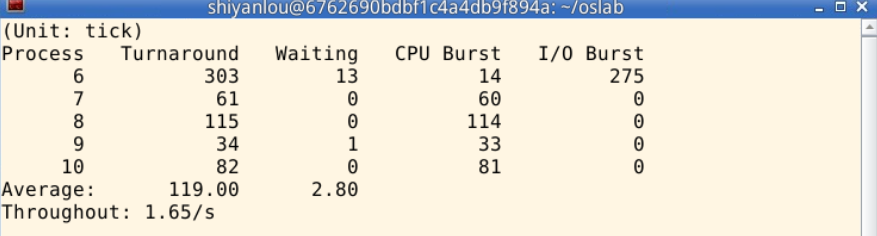 shiyanlou@6762690bdbf1c4a4db9f894a: ~/oslab
(Unit: tick)
Process Turnaround Waiting CPU Burst I/O Burst
6 303 13 14 275
7 61 0 60 0
8 115 0 114 0
9 34 1 33 0
10 82 0 81 0
Average: 119.00 2.80
Throughout: 1.65/s